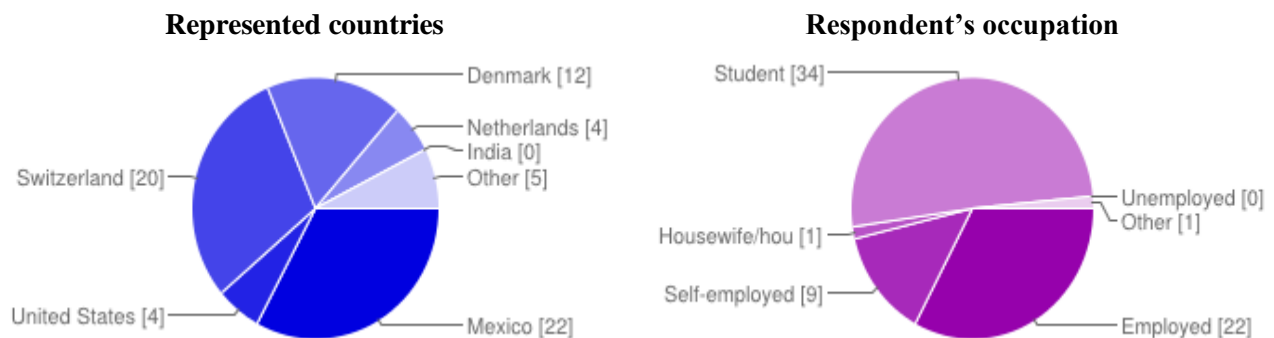 Represented countries
Denmark [12]
Netherlands [4]
India [0]
Other [5]
Switzerland [20]
United States [4]
Mexico [22]
Respondent’s occupation
Student [34]
Unemployed [0]
Other [1]
Housewife/hou [1]
Self-employed [9]
Employed [22]